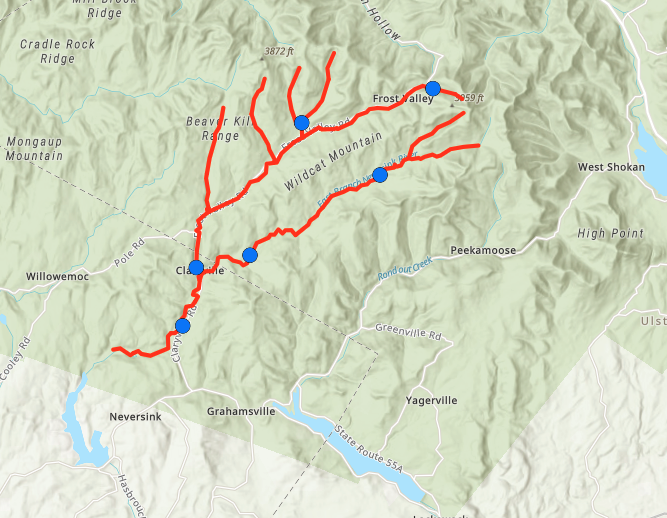 Mill Brook
Ridge
Cradle Rock
Ridge
3872 ft
Hollow
Frost Valley
3959 ft
Beaver Kill
Range
Mongaup
Mountain
Wildcat Mountain
West Shokan
High Point
Pole Rd
Peekamoose
Rondout Creek
Willowemoc
Greenville Rd
Cooley Rd
Grahamsville
Neversink
Yagerville
State Route 55A